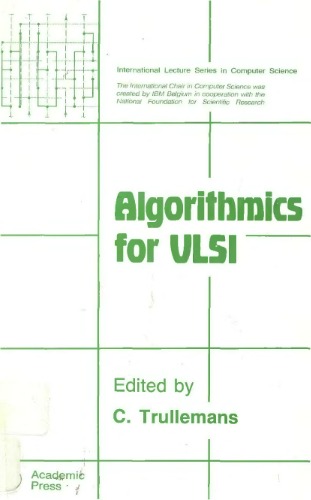 International Lecture Series in Computer Science
The International Chair in Computer Science was
created by IBM Belgium in cooperation with the
National Foundation for Scientific Research
Algorithmics
for VLSI
Edited by
C. Trullemans
Academic
Press